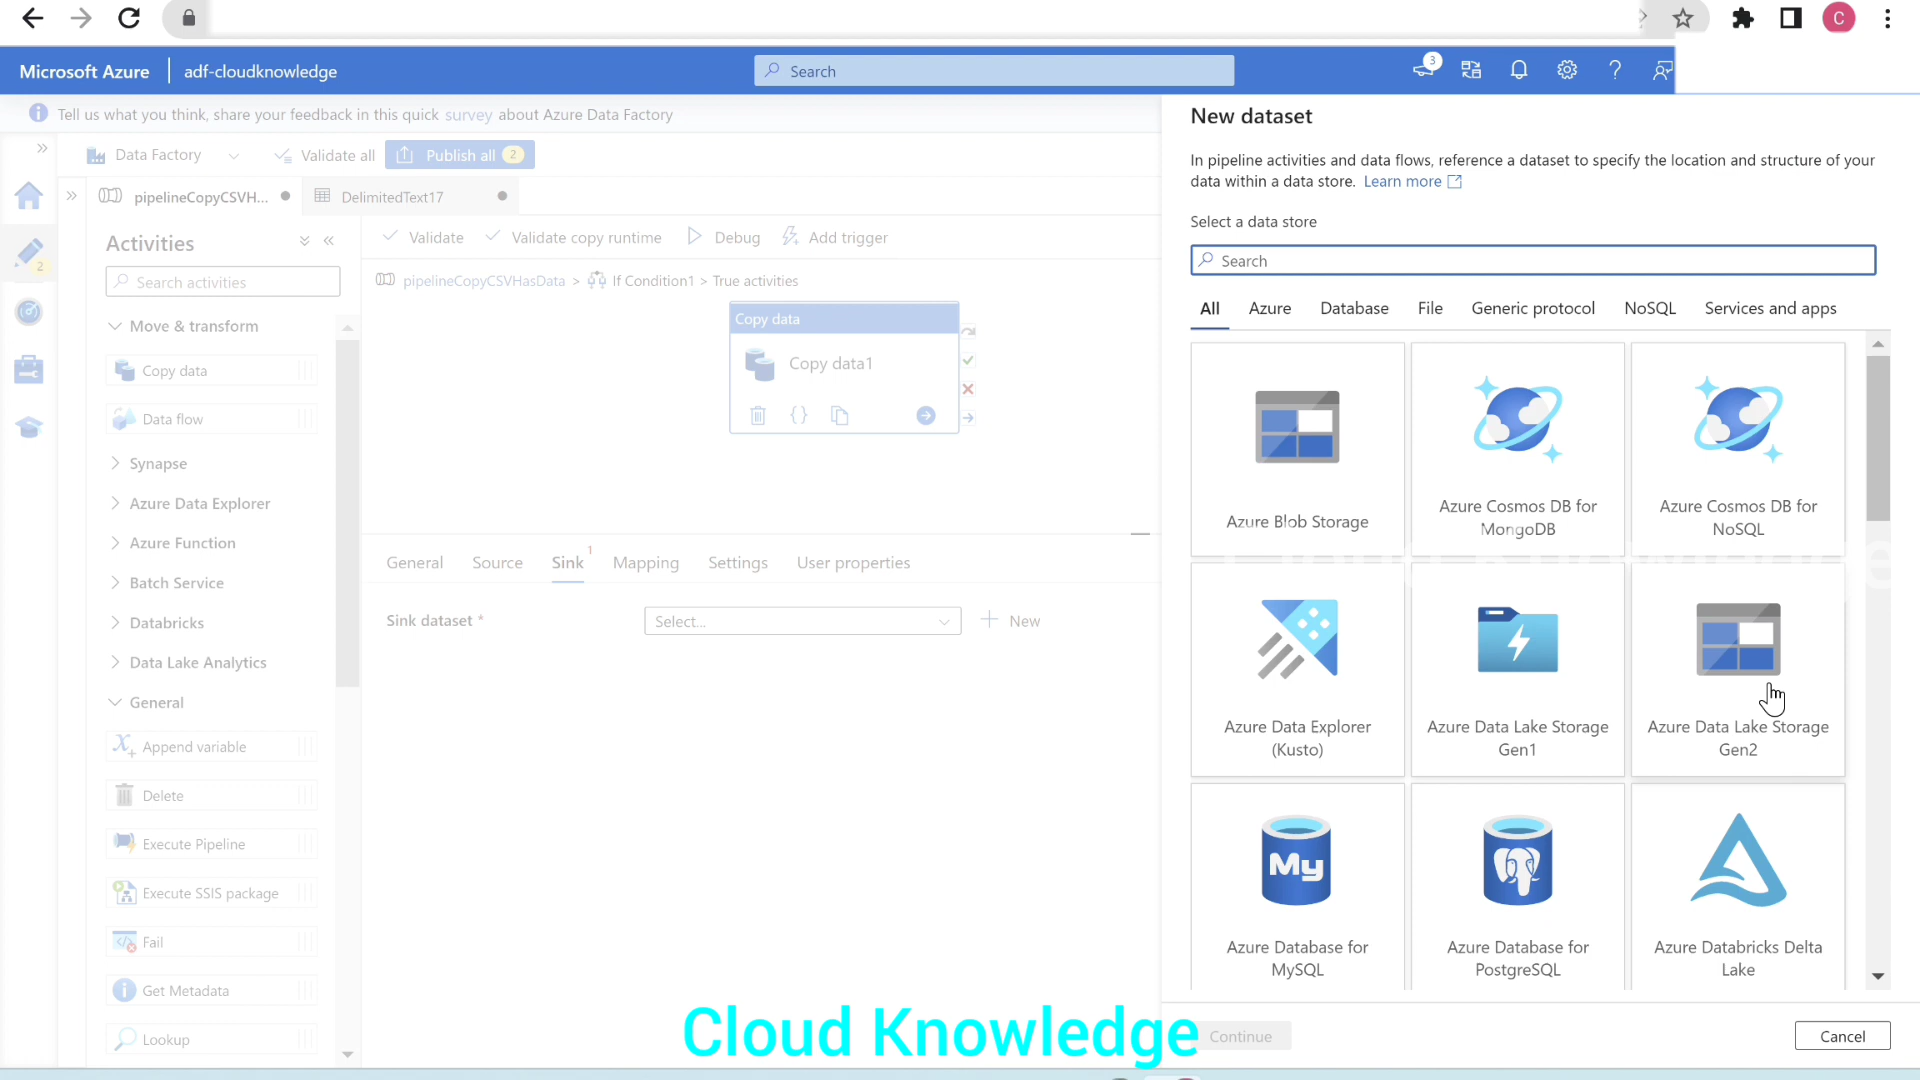 C
Microsoft Azure
adf-cloudknowledge
Search
3
Tell us what you think, share your feedback in this quick survey about Azure Data Factory
Data Factory
Validate all
Publish all
2
pipelineCopyCSVH...
DelimitedText17
2
Activities
Search activities
Move & transform
Copy data
Data flow
Synapse
Azure Data Explorer
Azure Function
Batch Service
Databricks
Data Lake Analytics
General
Append variable
Delete
Execute Pipeline
Execute SSIS package
Fail
Get Metadata
Lookup
Validate
Validate copy runtime
Debug
Add trigger
pipelineCopyCSVHasData > If Condition1 > True activities
Copy data
Copy data1
General
Source
Sink
1
Mapping
Settings
User properties
Sink dataset *
Select...
New
New dataset
In pipeline activities and data flows, reference a dataset to specify the location and structure of your
data within a data store. Learn more
Select a data store
Search
All
Azure
Database
File
Generic protocol
NoSQL
Services and apps
Azure Blob Storage
Azure Cosmos DB for
MongoDB
Azure Cosmos DB for
NoSQL
Azure Data Explorer
(Kusto)
Azure Data Lake Storage
Gen1
Azure Data Lake Storage
Gen2
My
Azure Database for
MySQL
Azure Database for
PostgreSQL
Azure Databricks Delta
Lake
Cloud Knowledge
Continue
Cancel